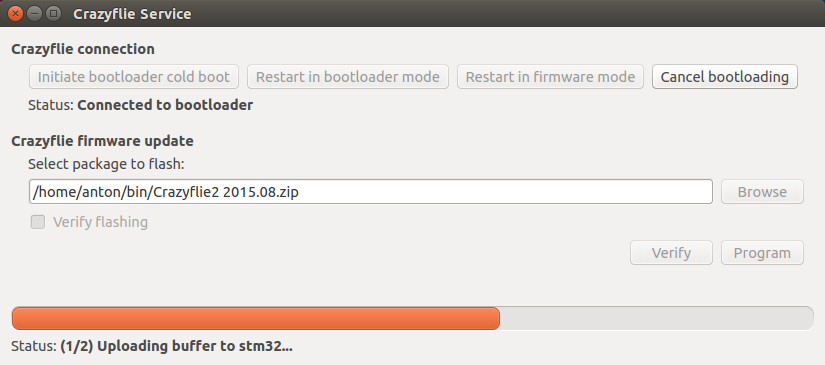 Crazyflie Service
Crazyflie connection
Initiate bootloader cold boot Restart in bootloader mode Restart in firmware mode Cancel bootloading
Status: Connected to bootloader
Crazyflie firmware update
Select package to flash:
/home/anton/bin/Crazyflie2 2015.08.zip Browse
Verify flashing
Verify Program
Status: (1/2) Uploading buffer to stm32...